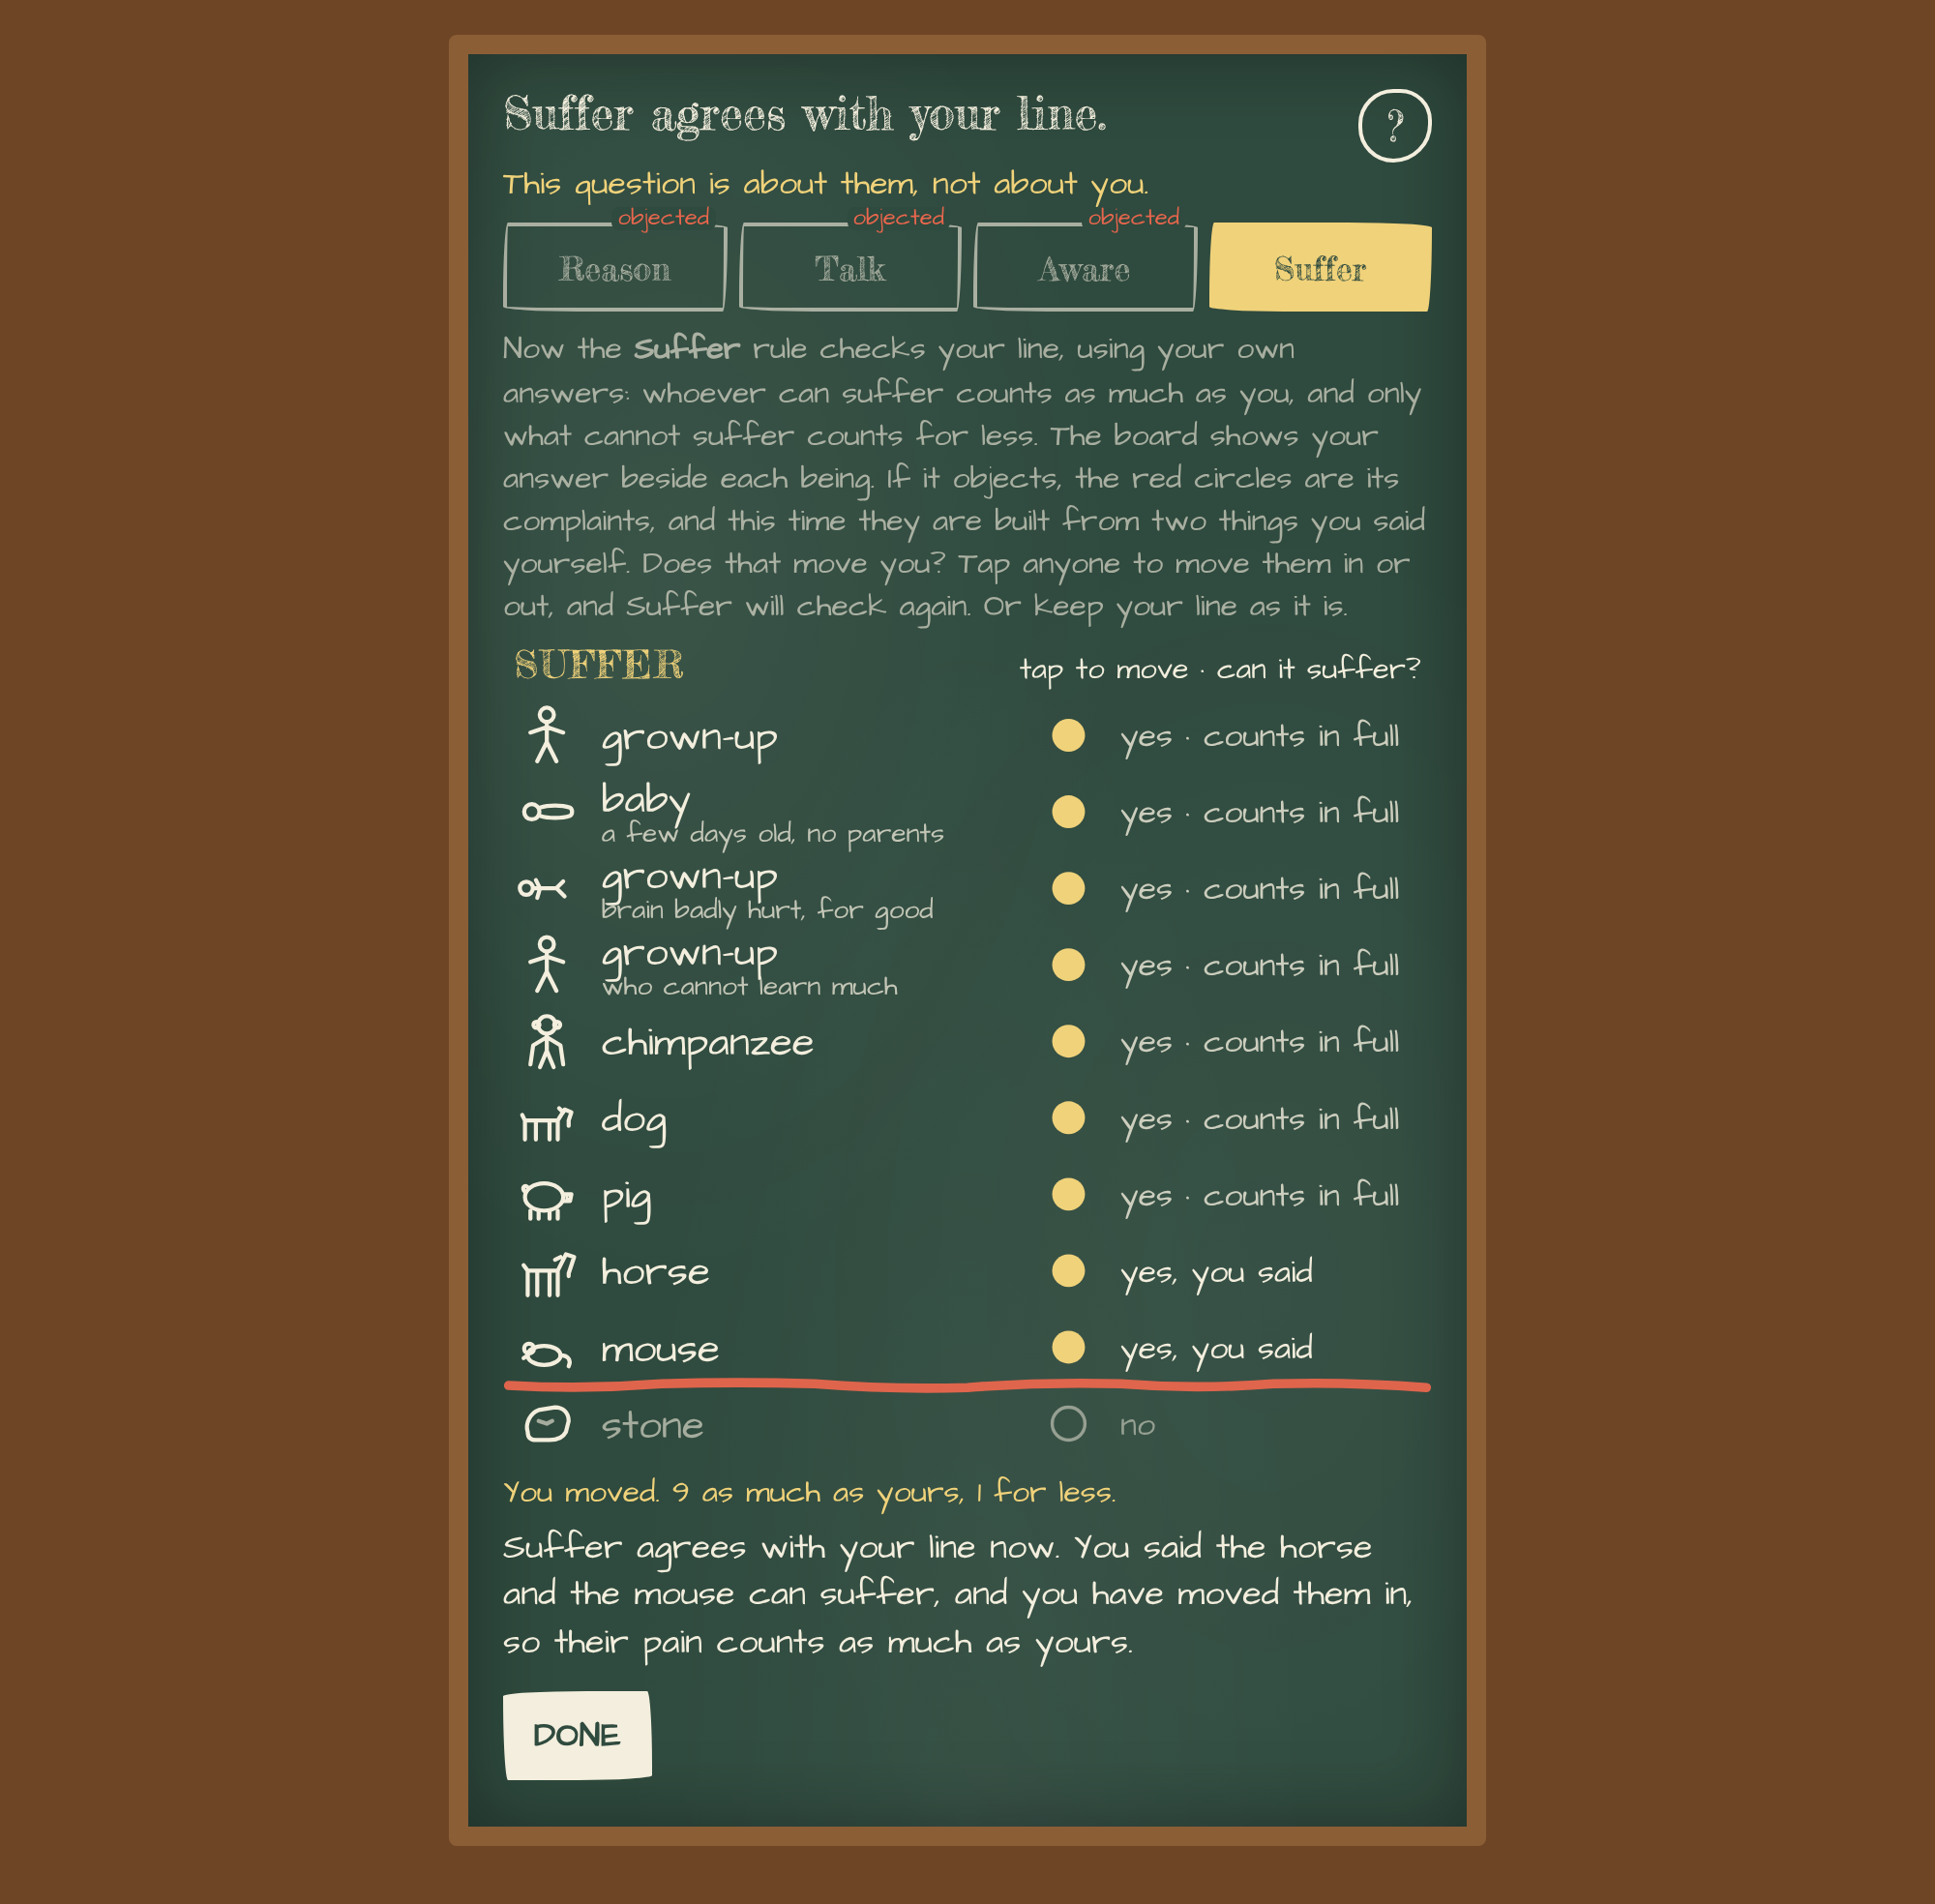 Suffer agrees with your line.
?
This question is about them, not about you.
objected
objected
objected
Reason
Talk
Aware
Suffer
Now the Suffer rule checks your line, using your own
answers: whoever can suffer counts as much as you, and only
what cannot suffer counts for less. The board shows your
answer beside each being. If it objects, the red circles are its
complaints, and this time they are built from two things you said
yourself. Does that move you? Tap anyone to move them in or
out, and Suffer will check again. Or keep your line as it is.
SUFFER
tap to move · can it suffer?
grown-up
yes · counts in full
baby
a few days old, no parents
yes · counts in full
grown-up
brain badly hurt, for good
yes · counts in full
grown-up
who cannot learn much
yes · counts in full
chimpanzee
yes · counts in full
dog
yes · counts in full
pig
yes · counts in full
horse
yes, you said
mouse
yes, you said
stone
no
You moved. 9 as much as yours, 1 for less.
Suffer agrees with your line now. You said the horse
and the mouse can suffer, and you have moved them in,
so their pain counts as much as yours.
DONE